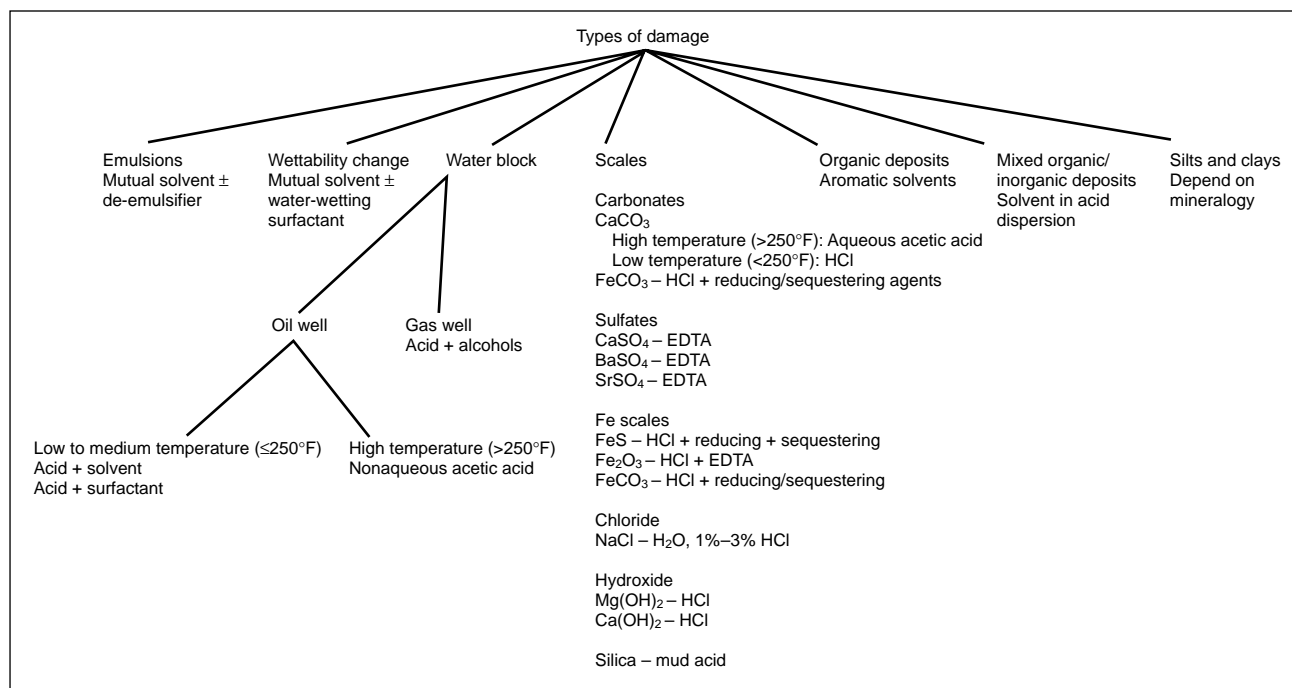 Types of damage
Emulsions
Mutual solvent ±
de-emulsifier
Wettability change
Mutual solvent ±
water-wetting
surfactant
Water block
Oil well
Gas well
Acid + alcohols
Low to medium temperature (≤250°F)
Acid + solvent
Acid + surfactant
High temperature (>250°F)
Nonaqueous acetic acid
Scales
Carbonates
CaCO₃
High temperature (>250°F): Aqueous acetic acid
Low temperature (<250°F): HCl
FeCO₃ – HCl + reducing/sequestering agents
Sulfates
CaSO₄ – EDTA
BaSO₄ – EDTA
SrSO₄ – EDTA
Fe scales
FeS – HCl + reducing + sequestering
Fe₂O₃ – HCl + EDTA
FeCO₃ – HCl + reducing/sequestering
Chloride
NaCl – H₂O, 1%–3% HCl
Hydroxide
Mg(OH)₂ – HCl
Ca(OH)₂ – HCl
Silica – mud acid
Organic deposits
Aromatic solvents
Mixed organic/
inorganic deposits
Solvent in acid
dispersion
Silts and clays
Depend on
mineralogy